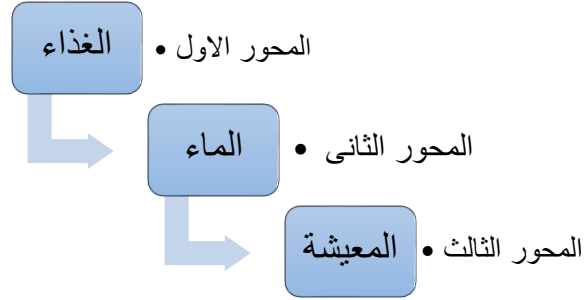 الغذاء
• المحور الاول
الماء
• المحور الثانى
المعيشة
• المحور الثالث